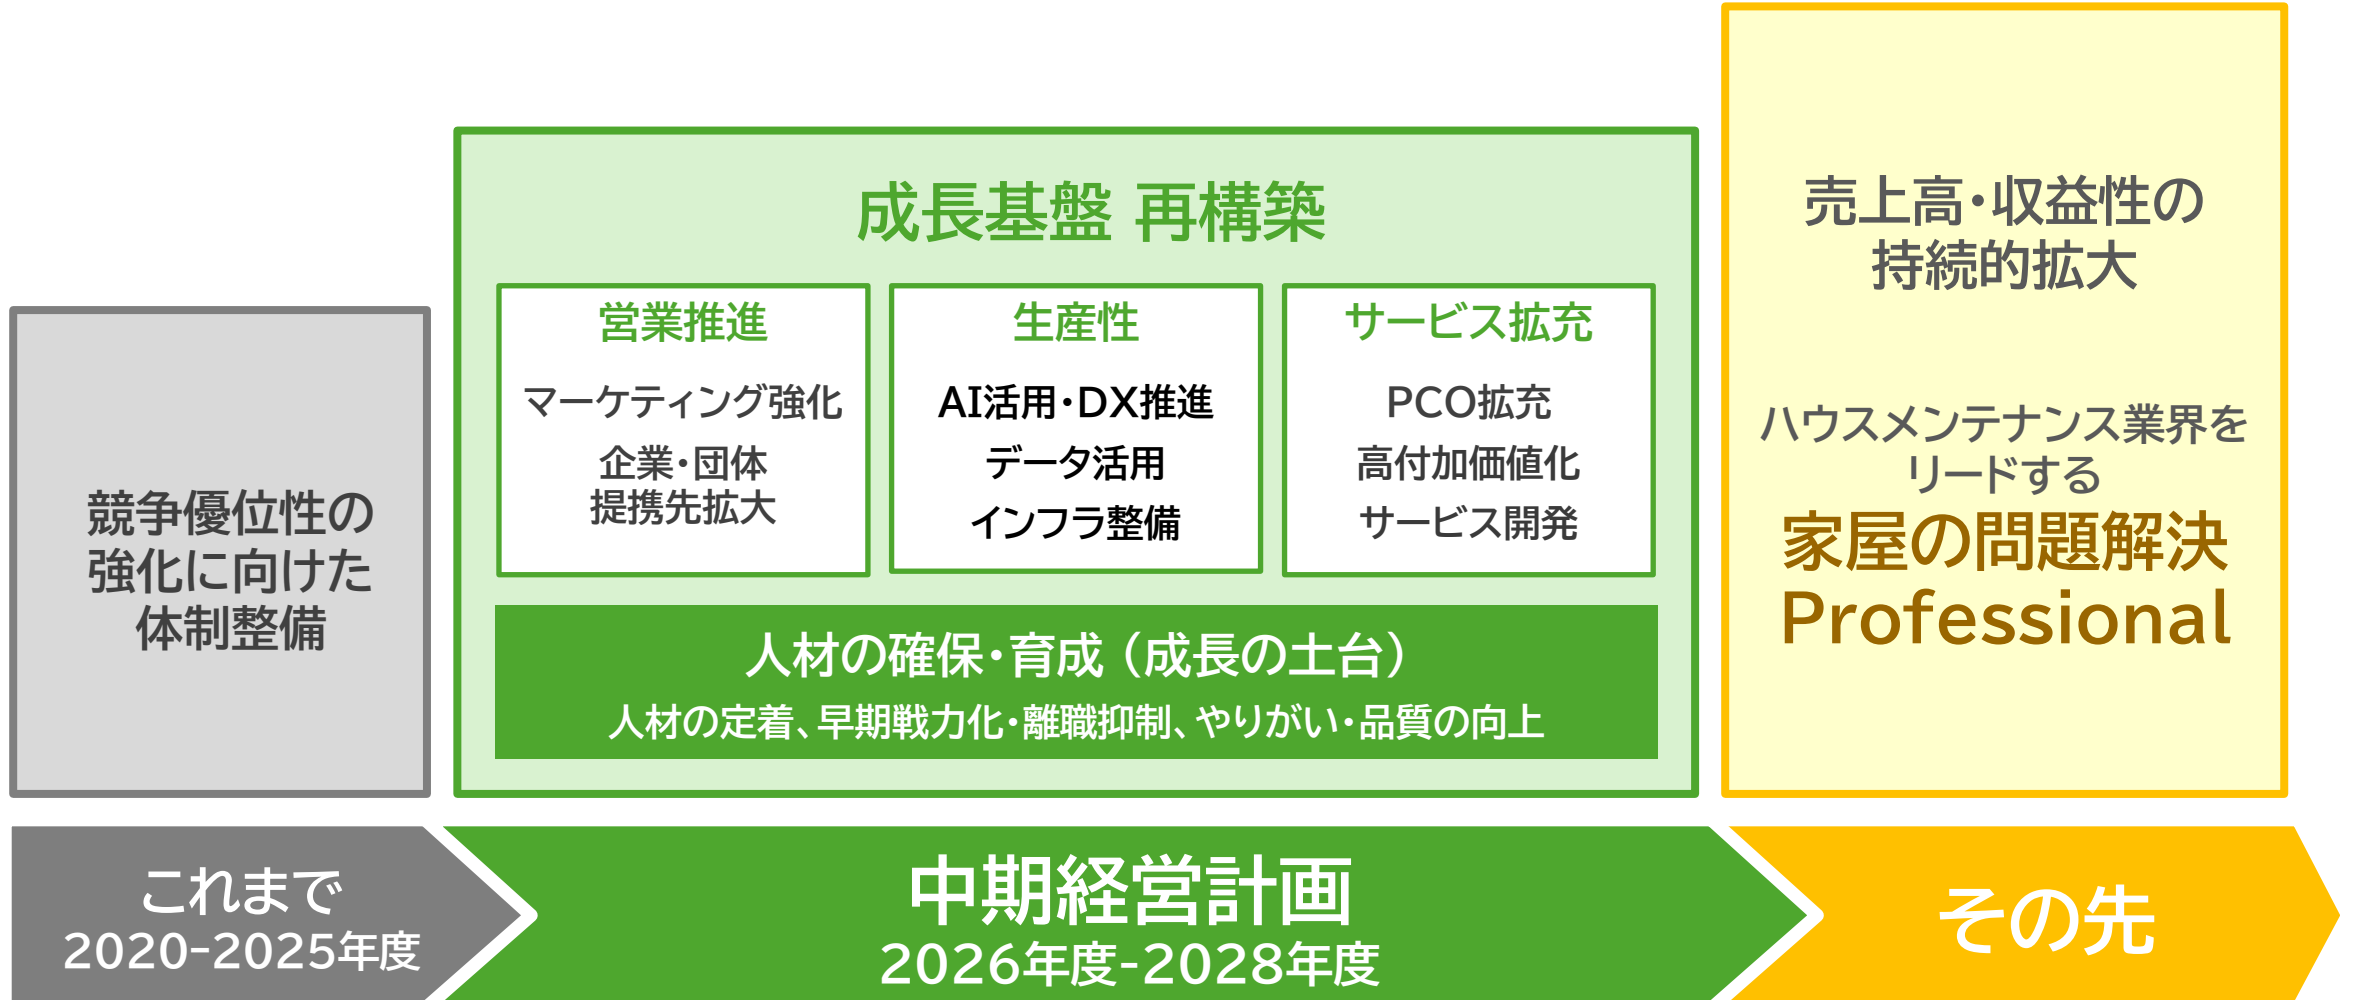 競争優位性の
強化に向けた
体制整備
成長基盤 再構築
営業推進
マーケティング強化
企業・団体
提携先拡大
生産性
AI活用・DX推進
データ活用
インフラ整備
サービス拡充
PCO拡充
高付加価値化
サービス開発
人材の確保・育成（成長の土台）
人材の定着、早期戦力化・離職抑制、やりがい・品質の向上
売上高・収益性の
持続的拡大
ハウスメンテナンス業界を
リードする
家屋の問題解決
Professional
これまで
2020-2025年度
中期経営計画
2026年度-2028年度
その先